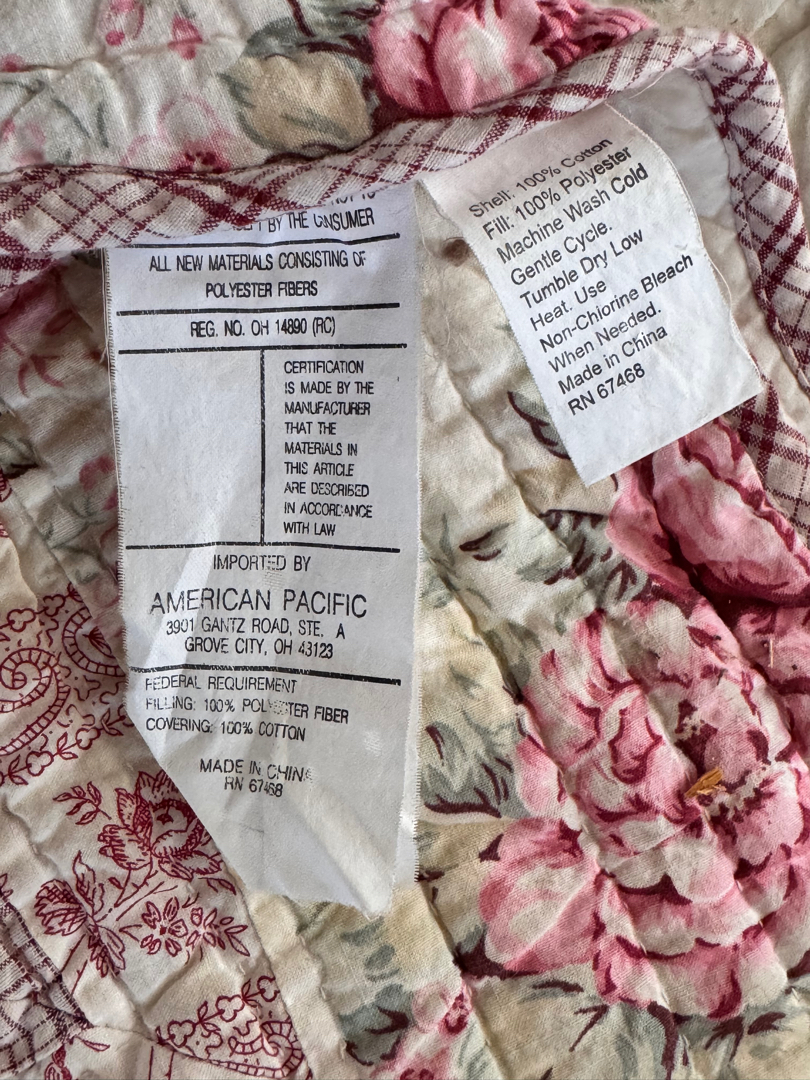 BY THE CONSUMER
ALL NEW MATERIALS CONSISTING OF
POLYESTER FIBERS
REG. NO. OH 14890 (RC)
CERTIFICATION
IS MADE BY THE
MANUFACTURER
THAT THE
MATERIALS IN
THIS ARTICLE
ARE DESCRIBED
IN ACCORDANCE
WITH LAW
IMPORTED BY
AMERICAN PACIFIC
3901 GANTZ ROAD, STE. A
GROVE CITY, OH 43123
FEDERAL REQUIREMENT
FILLING: 100% POLYESTER FIBER
COVERING: 100% COTTON
MADE IN CHINA
RN 67468
Shell: 100% Cotton
Fill: 100% Polyester
Machine Wash Cold
Gentle Cycle.
Tumble Dry Low
Heat. Use
Non-Chlorine Bleach
When Needed.
Made in China
RN 67468